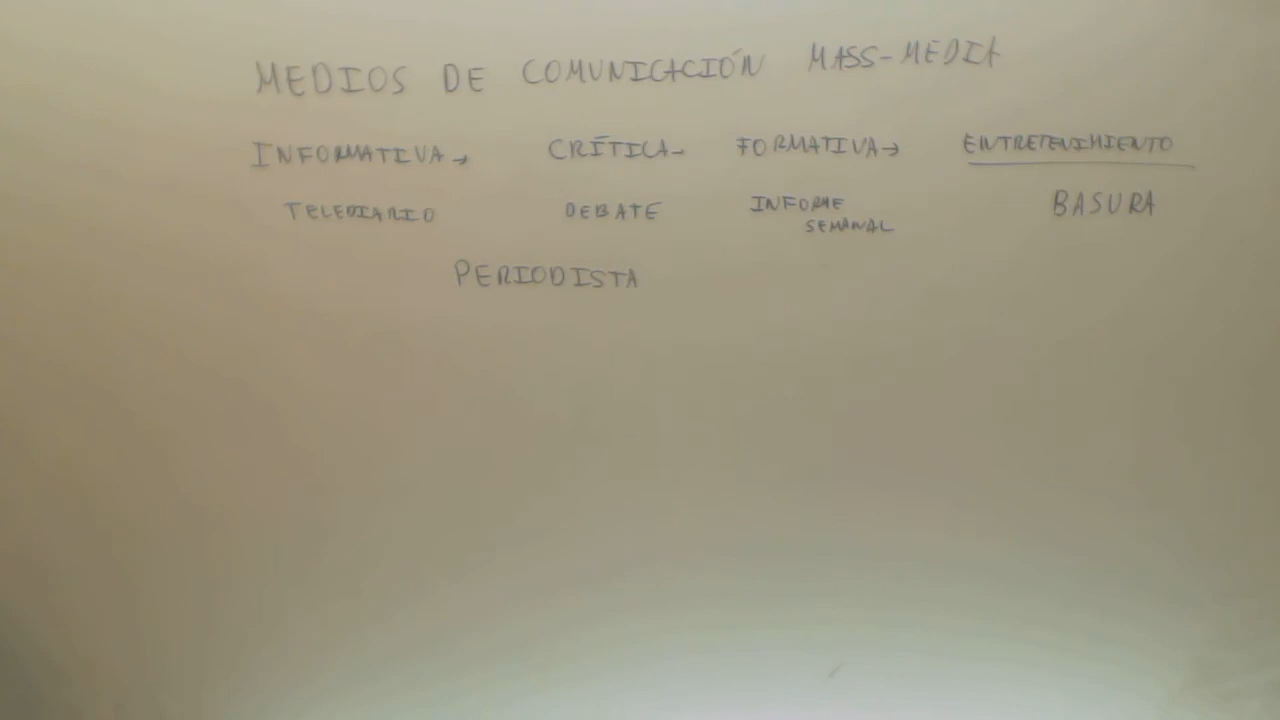 MEDIOS DE COMUNICACIÓN MASS-MEDIA
INFORMATIVA→ CRÍTICA- FORMATIVA→ ENTRETENIMIENTO
TELEDIARIO DEBATE INFORME SEMANAL BASURA
PERIODISTA